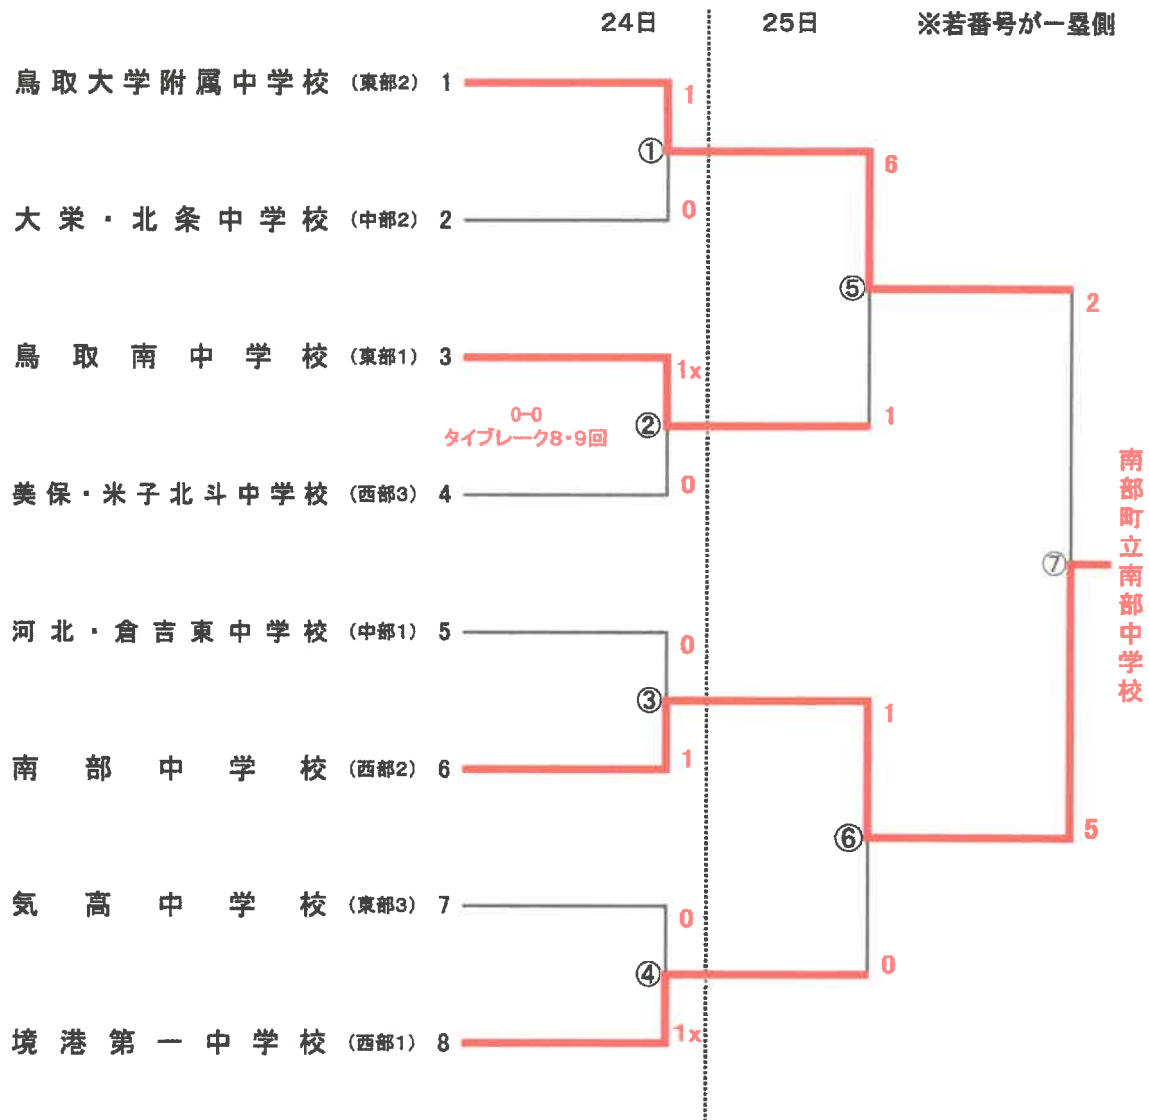 24日 25日 ※若番号が一塁側
鳥取大学附属中学校 (東部2) 1
1
①
6
大栄・北条中学校 (中部2) 2
0
⑤
2
鳥取南中学校 (東部1) 3
1x
0-0
タイブレーク8・9回
②
1
美保・米子北斗中学校 (西部3) 4
0
南部町立南部中学校
⑦
河北・倉吉東中学校 (中部1) 5
0
③
1
南部中学校 (西部2) 6
1
⑥
5
気高中学校 (東部3) 7
0
④
0
境港第一中学校 (西部1) 8
1x